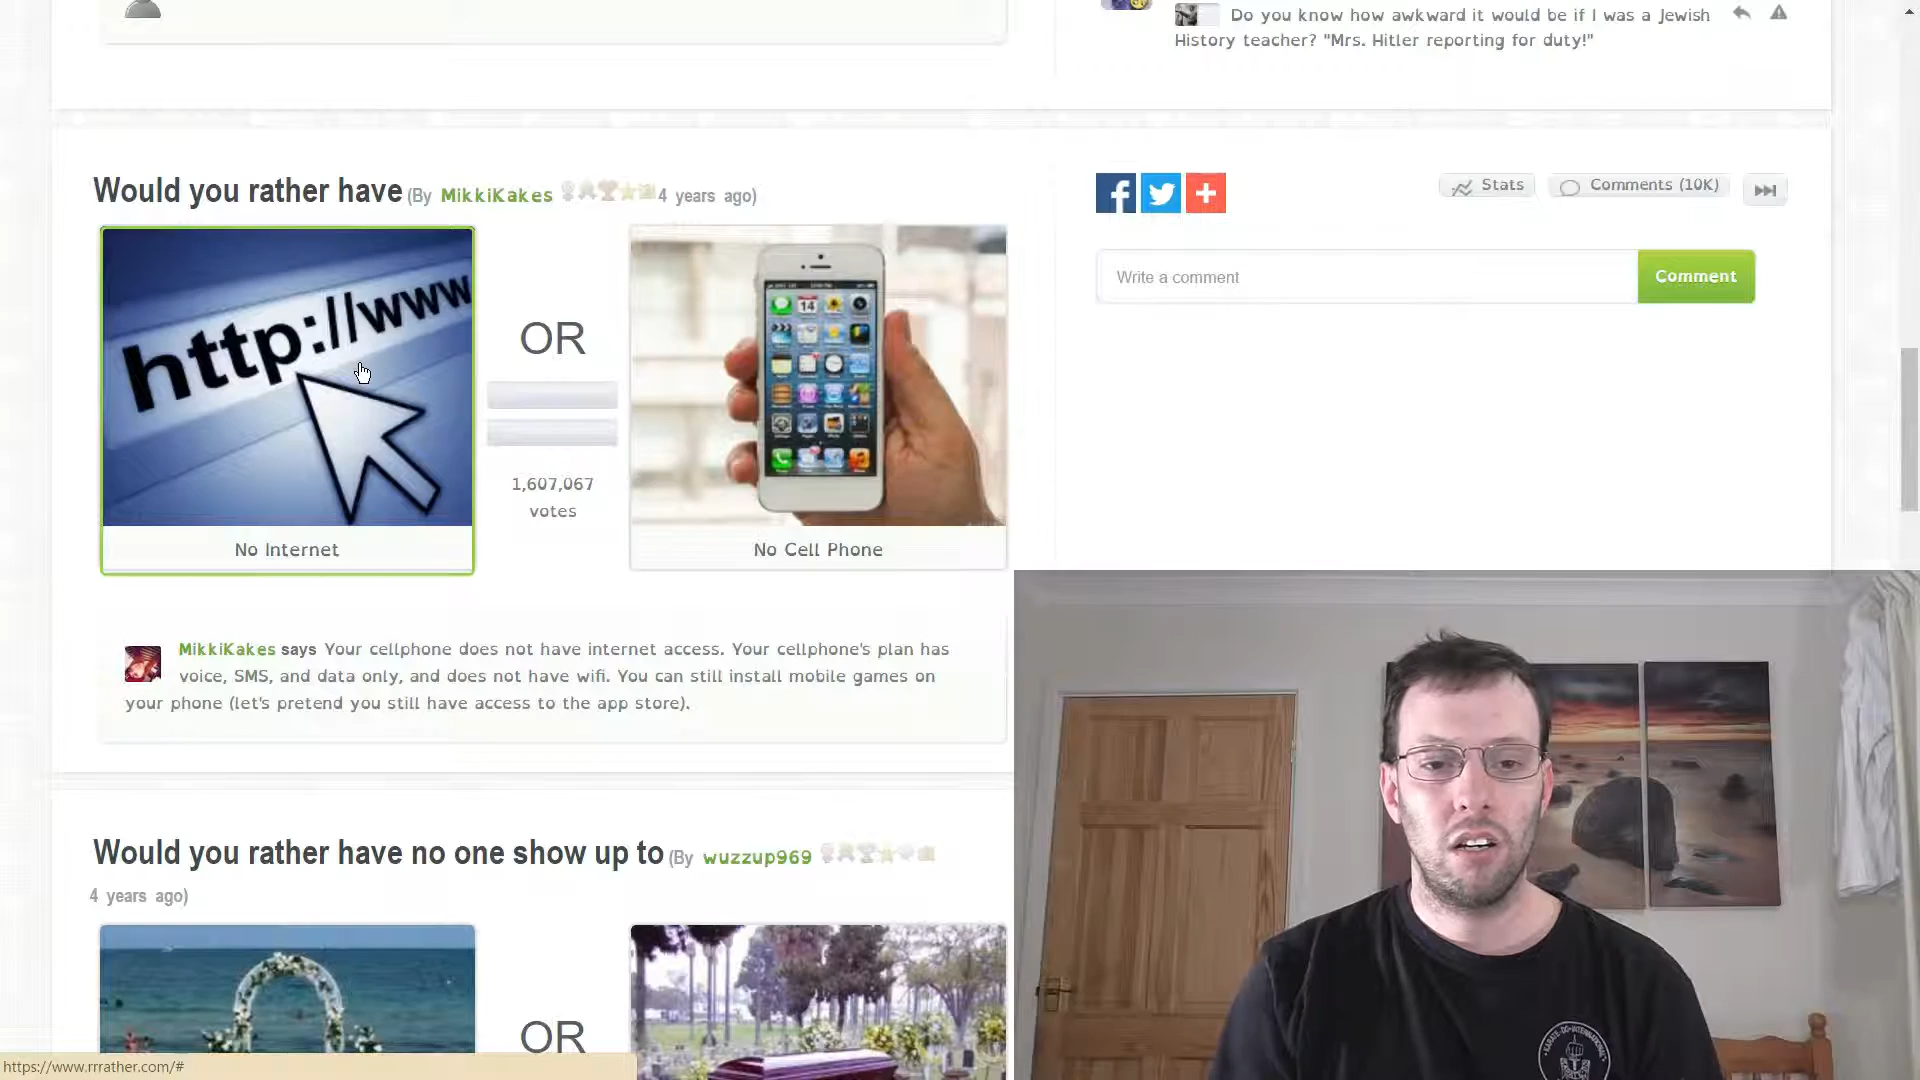 Do you know how awkward it would be if I was a Jewish
History teacher? "Mrs. Hitler reporting for duty!"
Would you rather have (By MikkiKakes 4 years ago)
Stats
Comments (10K)
Write a comment
Comment
http://www
OR
1,607,067
votes
14
No Internet
No Cell Phone
MikkiKakes says Your cellphone does not have internet access. Your cellphone's plan has
voice, SMS, and data only, and does not have wifi. You can still install mobile games on
your phone (let's pretend you still have access to the app store).
Would you rather have no one show up to (By wuzzup969
4 years ago)
OR
https://www.rrrather.com/#
KARATE-DO-INTERNATIONAL